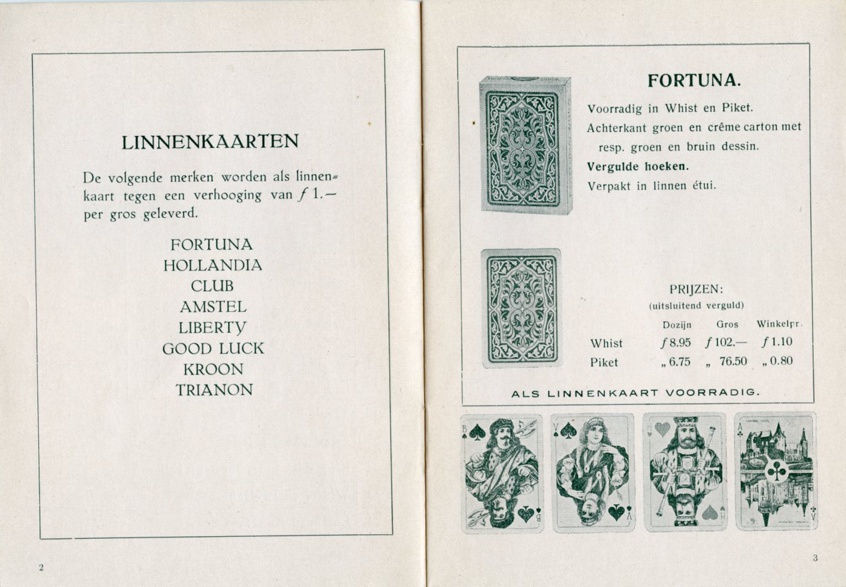 LINNENKAARTEN
De volgende merken worden als linnen=
kaart tegen een verhooging van ƒ 1.—
per gros geleverd.
FORTUNA
HOLLANDIA
CLUB
AMSTEL
LIBERTY
GOOD LUCK
KROON
TRIANON
2
FORTUNA.
Voorradig in Whist en Piket.
Achterkant groen en crême carton met
resp. groen en bruin dessin.
Vergulde hoeken.
Verpakt in linnen étui.
PRIJZEN:
(uitsluitend verguld)
Dozijn Gros Winkelpr.
Whist ƒ 8.95 ƒ 102.— ƒ 1.10
Piket „ 6.75 „ 76.50 „ 0.80
ALS LINNENKAART VOORRADIG.
B V H A
3